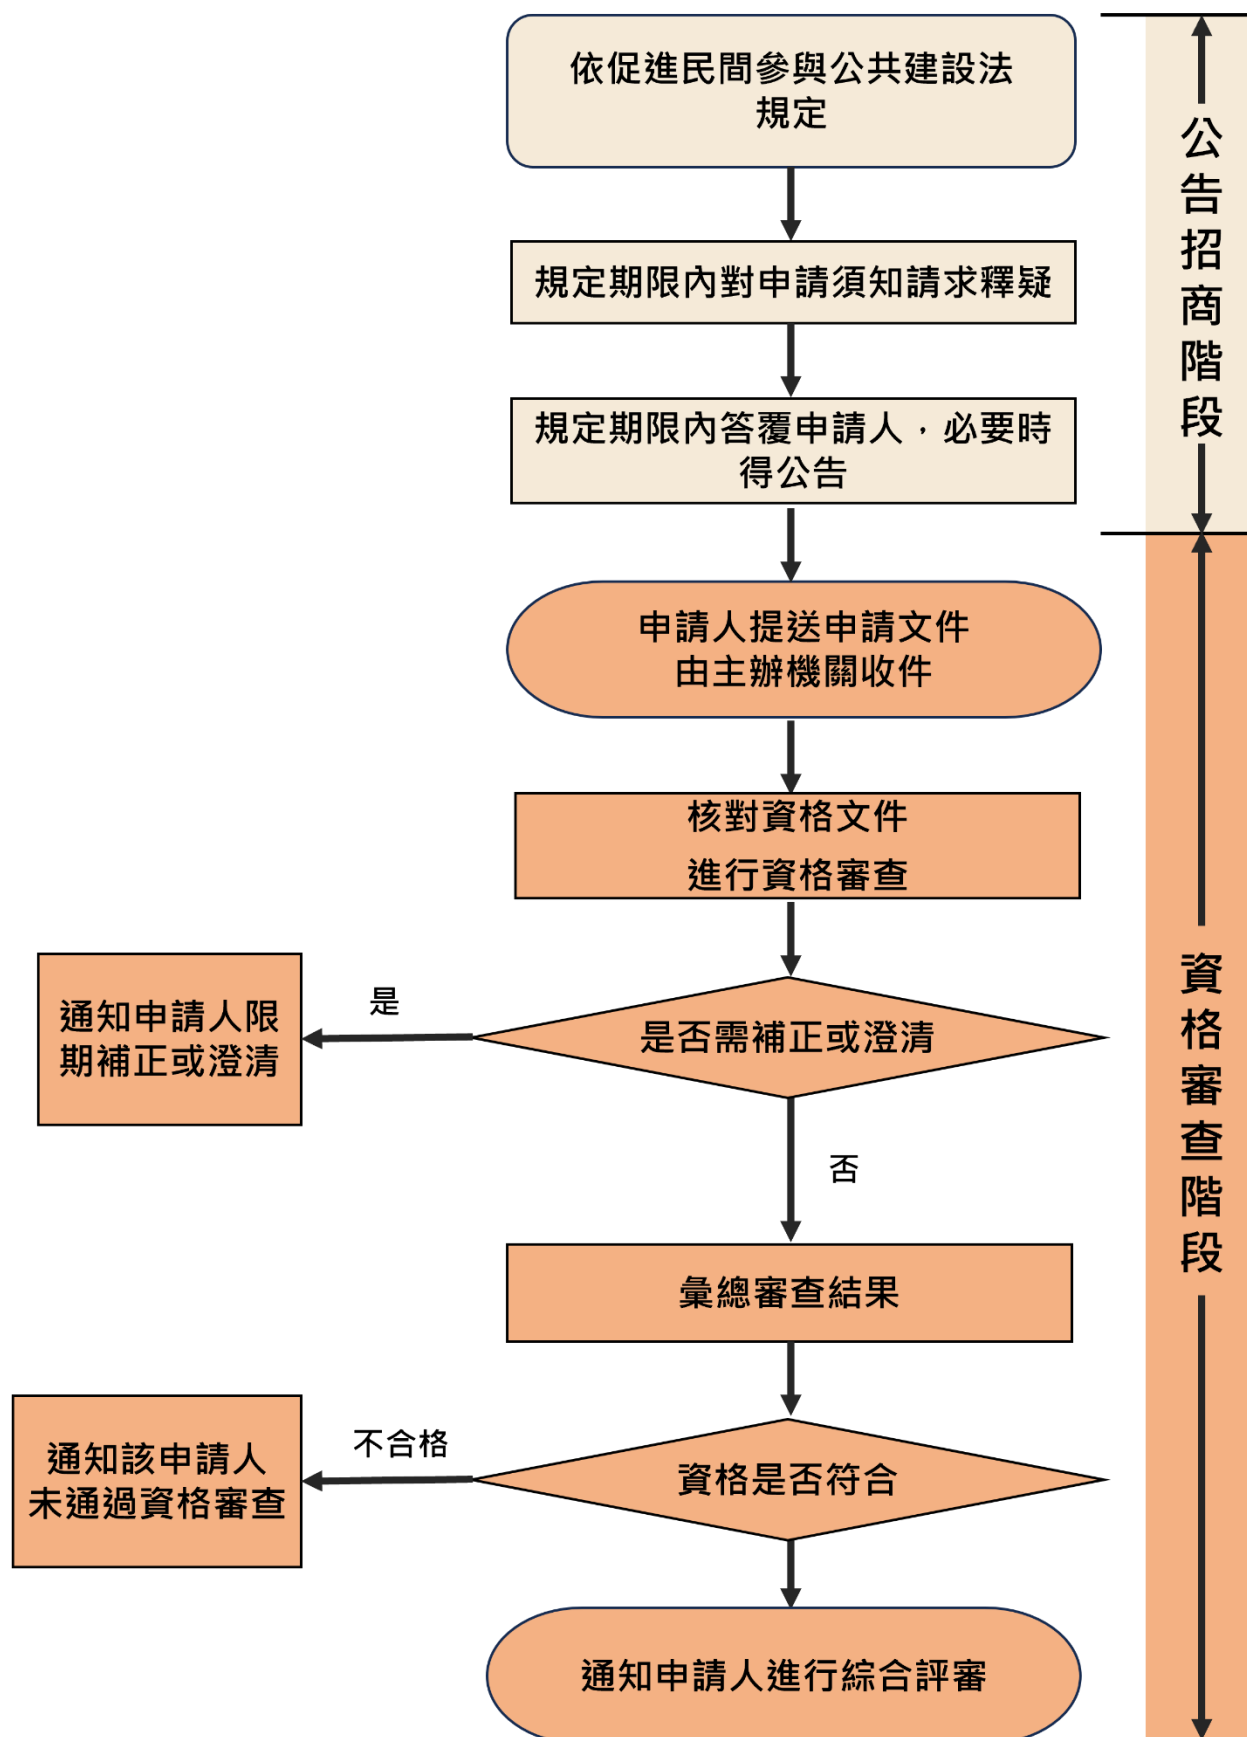 依促進民間參與公共建設法
規定
規定期限內對申請須知請求釋疑
規定期限內答覆申請人，必要時
得公告
公告招商階段
申請人提送申請文件
由主辦機關收件
核對資格文件
進行資格審查
是否需補正或澄清
是
通知申請人限
期補正或澄清
否
彙總審查結果
資格是否符合
不合格
通知該申請人
未通過資格審查
通知申請人進行綜合評審
資格審查階段